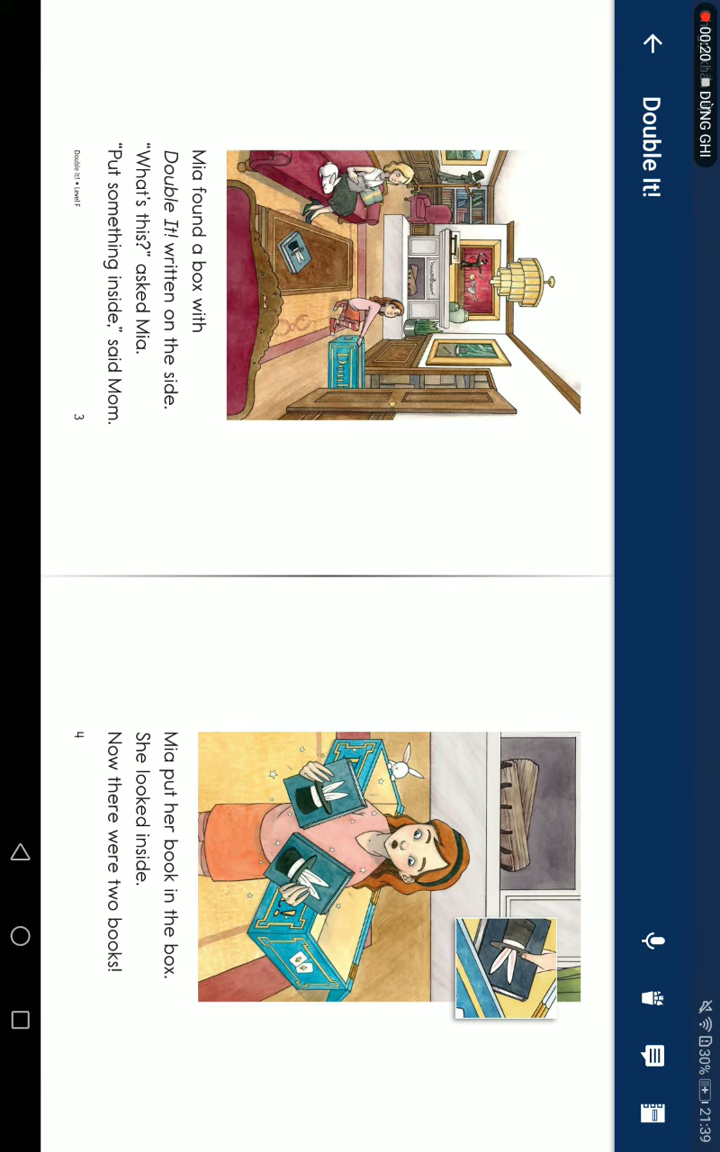 00:20 DỪNG GHI
30% 21:39
Double It!
Doubl
Mia found a box with
Double It! written on the side.
"What's this?" asked Mia.
"Put something inside," said Mom.
Double It! • Level F
3
Mia put her book in the box.
She looked inside.
Now there were two books!
4